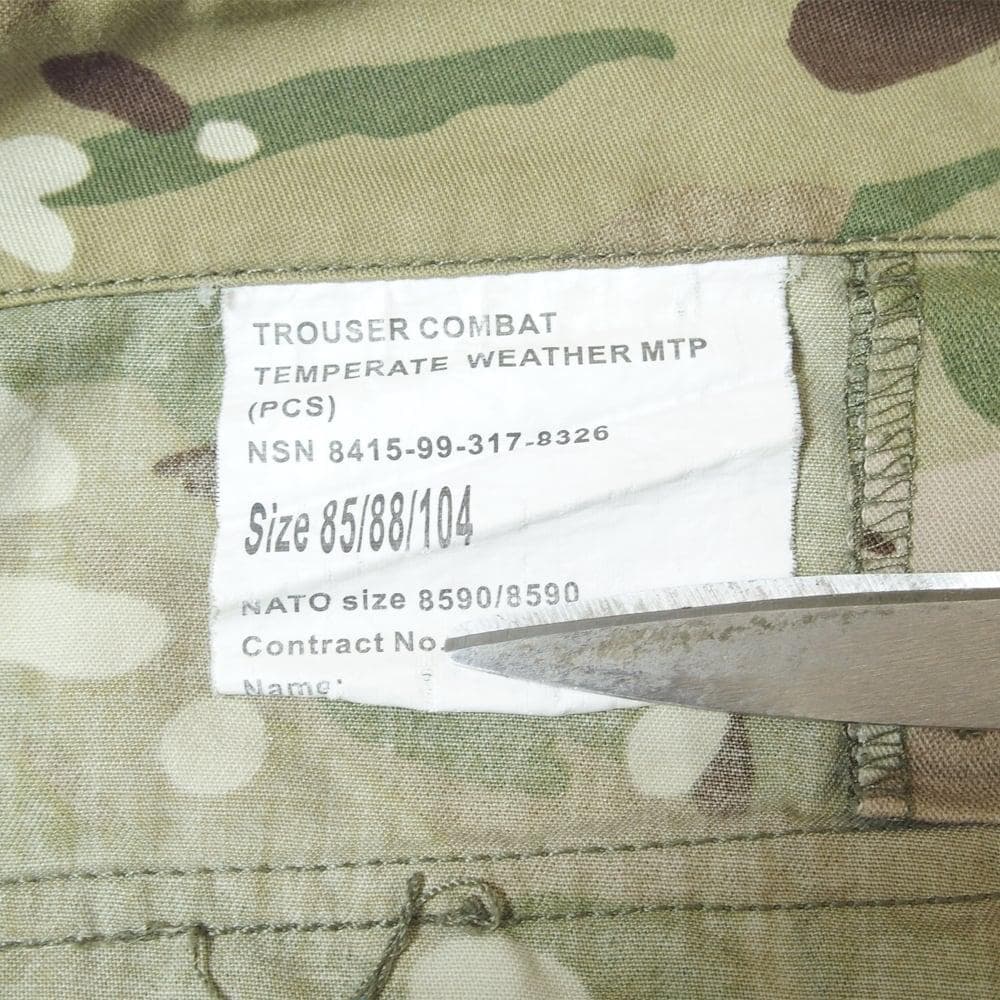 TROUSER COMBAT
TEMPERATE WEATHER MTP
(PCS)
NSN 8415-99-317-8326
Size 85/88/104
NATO size 8590/8590
Contract No.
Name: